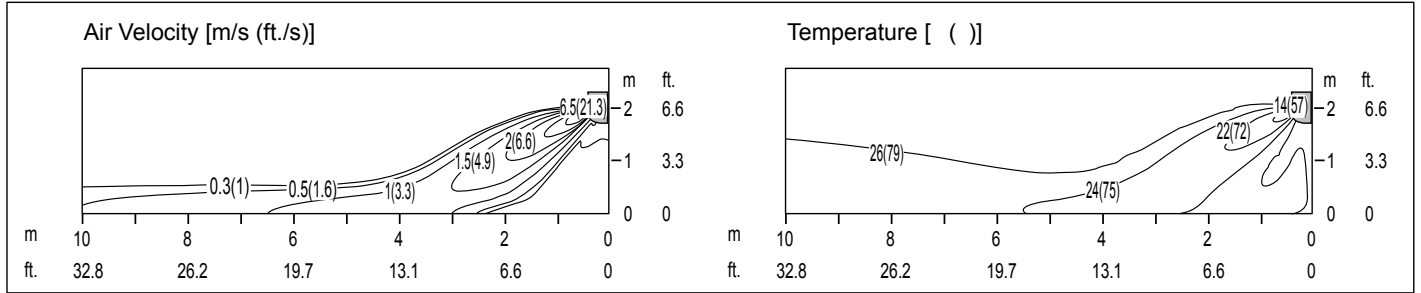 Air Velocity [m/s (ft./s)]
m ft.
6.5(21.3)
2 6.6
2(6.6)
1.5(4.9)
1 3.3
0.3(1) 0.5(1.6) 1(3.3)
0 0
m 10 8 6 4 2 0
ft. 32.8 26.2 19.7 13.1 6.6 0
Temperature [ ( )]
m ft.
14(57)
2 6.6
22(72)
26(79)
1 3.3
24(75)
0 0
m 10 8 6 4 2 0
ft. 32.8 26.2 19.7 13.1 6.6 0